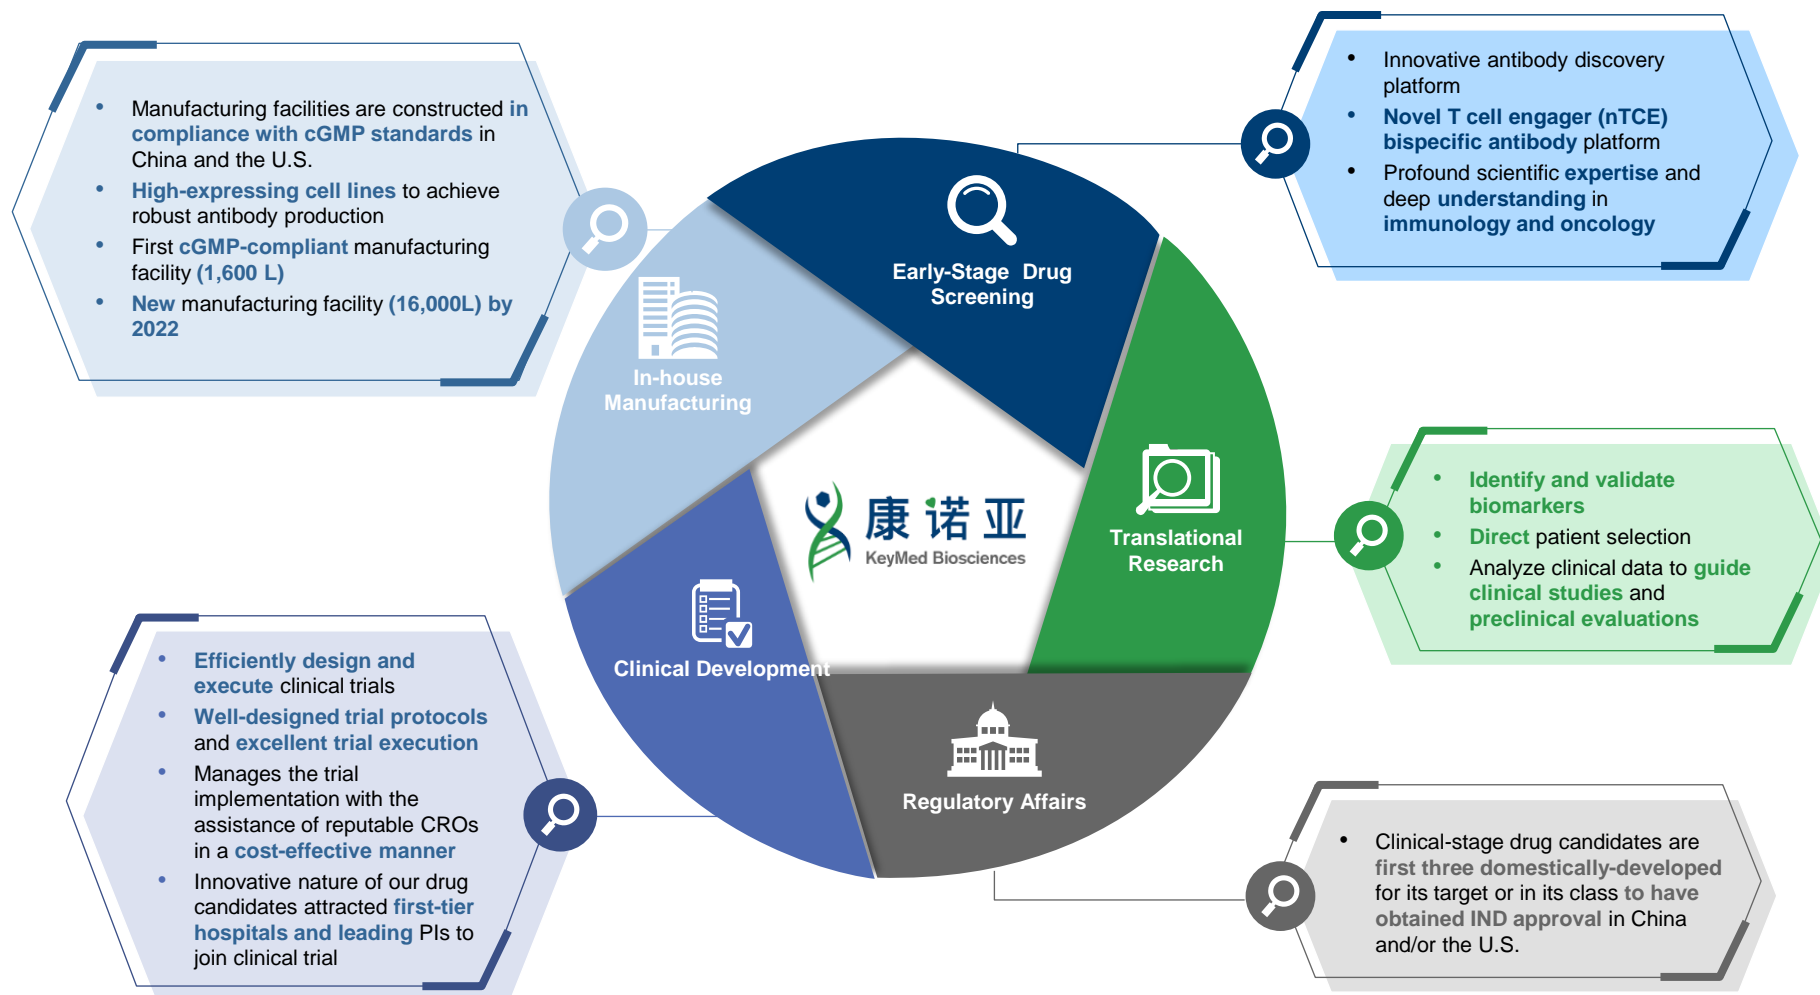 • Manufacturing facilities are constructed in
compliance with cGMP standards in
China and the U.S.
• High-expressing cell lines to achieve
robust antibody production
• First cGMP-compliant manufacturing
facility (1,600 L)
• New manufacturing facility (16,000L) by
2022
• Innovative antibody discovery
platform
• Novel T cell engager (nTCE)
bispecific antibody platform
• Profound scientific expertise and
deep understanding in
immunology and oncology
Early-Stage Drug
Screening
In-house
Manufacturing
康诺亚
KeyMed Biosciences
Translational
Research
• Identify and validate
biomarkers
• Direct patient selection
• Analyze clinical data to guide
clinical studies and
preclinical evaluations
Clinical Development
Regulatory Affairs
• Efficiently design and
execute clinical trials
• Well-designed trial protocols
and excellent trial execution
• Manages the trial
implementation with the
assistance of reputable CROs
in a cost-effective manner
• Innovative nature of our drug
candidates attracted first-tier
hospitals and leading PIs to
join clinical trial
• Clinical-stage drug candidates are
first three domestically-developed
for its target or in its class to have
obtained IND approval in China
and/or the U.S.